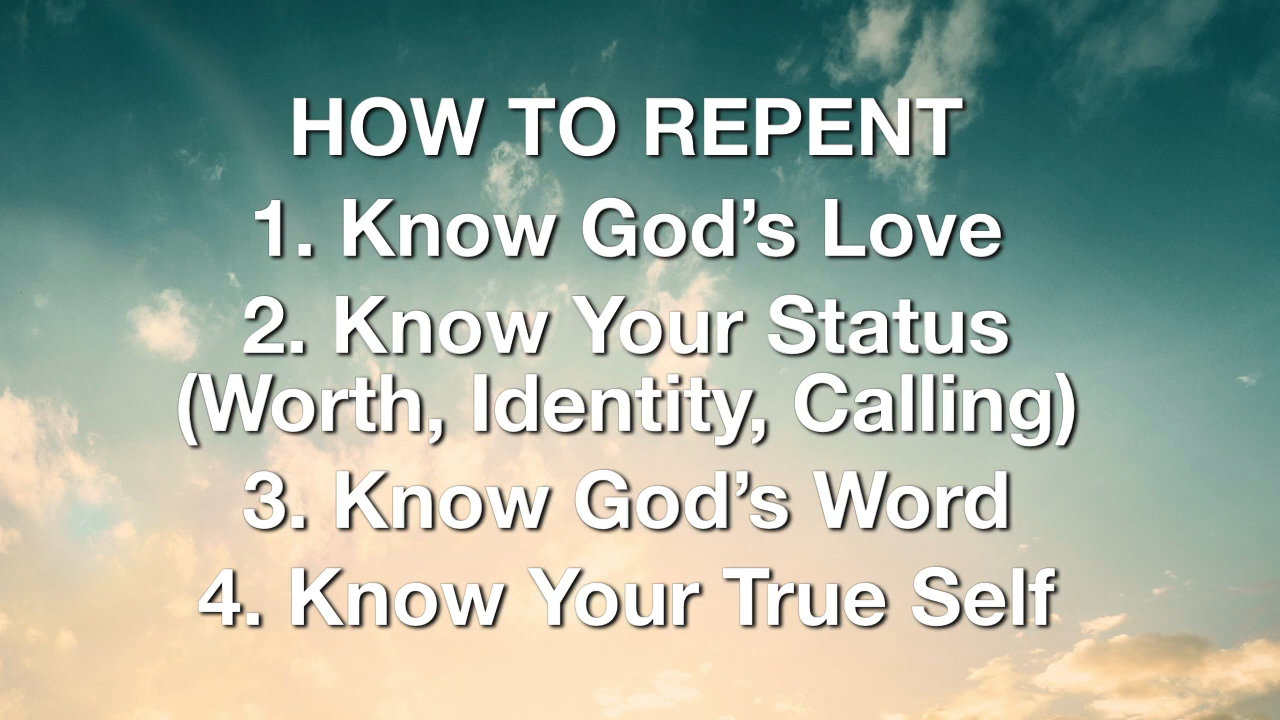 HOW TO REPENT
1. Know God’s Love
2. Know Your Status
(Worth, Identity, Calling)
3. Know God’s Word
4. Know Your True Self